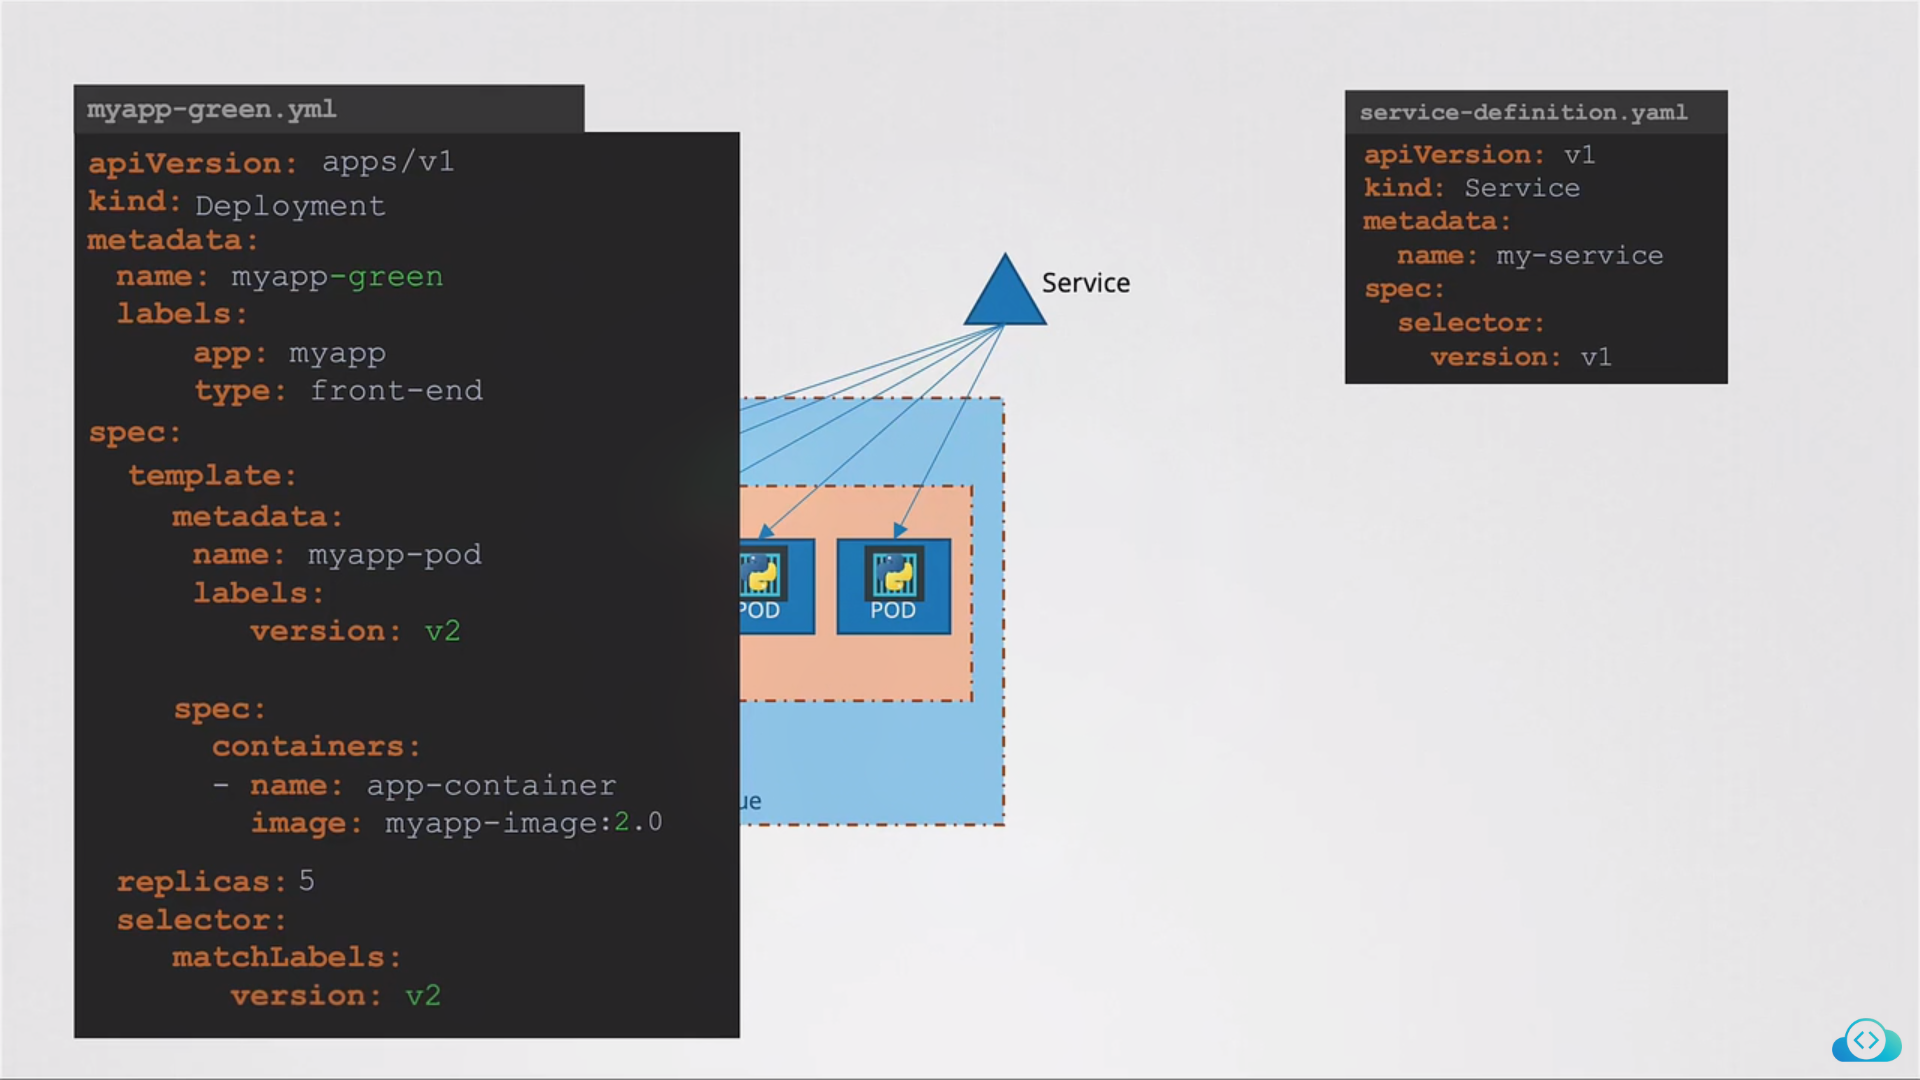 myapp-green.yml
apiVersion: apps/v1
kind: Deployment
metadata:
name: myapp-green
labels:
app: myapp
type: front-end
spec:
template:
metadata:
name: myapp-pod
labels:
version: v2
spec:
containers:
- name: app-container
image: myapp-image:2.0
replicas: 5
selector:
matchLabels:
version: v2
Service
POD
POD
ue
service-definition.yaml
apiVersion: v1
kind: Service
metadata:
name: my-service
spec:
selector:
version: v1